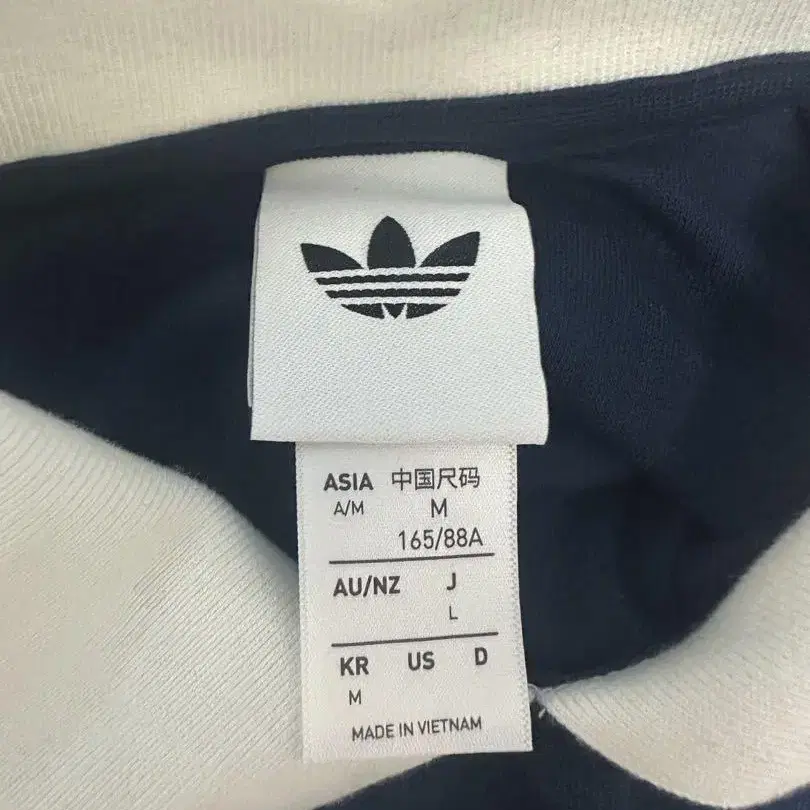 ASIA 中国尺码
A/M M
165/88A
AU/NZ J
L
KR US D
M
MADE IN VIETNAM